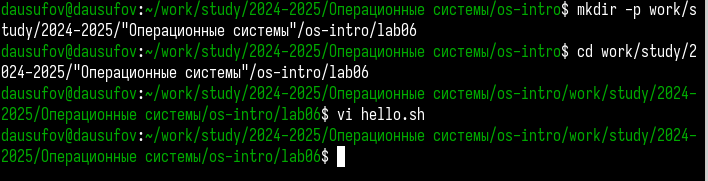 dausufov@dausufov:~/work/study/2024-2025/Операционные системы/os-intro$ mkdir -p work/s
tudy/2024-2025/"Операционные системы"/os-intro/lab06
dausufov@dausufov:~/work/study/2024-2025/Операционные системы/os-intro$ cd work/study/2
024-2025/"Операционные системы"/os-intro/lab06
dausufov@dausufov:~/work/study/2024-2025/Операционные системы/os-intro/work/study/2024-
2025/Операционные системы/os-intro/lab06$ vi hello.sh
dausufov@dausufov:~/work/study/2024-2025/Операционные системы/os-intro/work/study/2024-
2025/Операционные системы/os-intro/lab06$